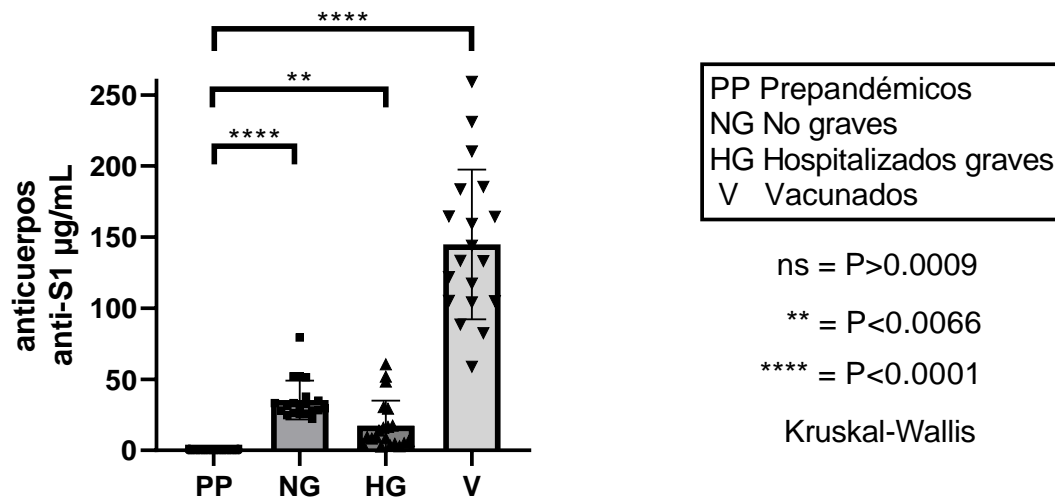 ****
**
****
250
200
150
100
50
0
anticuerpos
anti-S1 µg/mL
PP NG HG V
PP Prepandémicos
NG No graves
HG Hospitalizados graves
V Vacunados
ns = P>0.0009
** = P<0.0066
**** = P<0.0001
Kruskal-Wallis